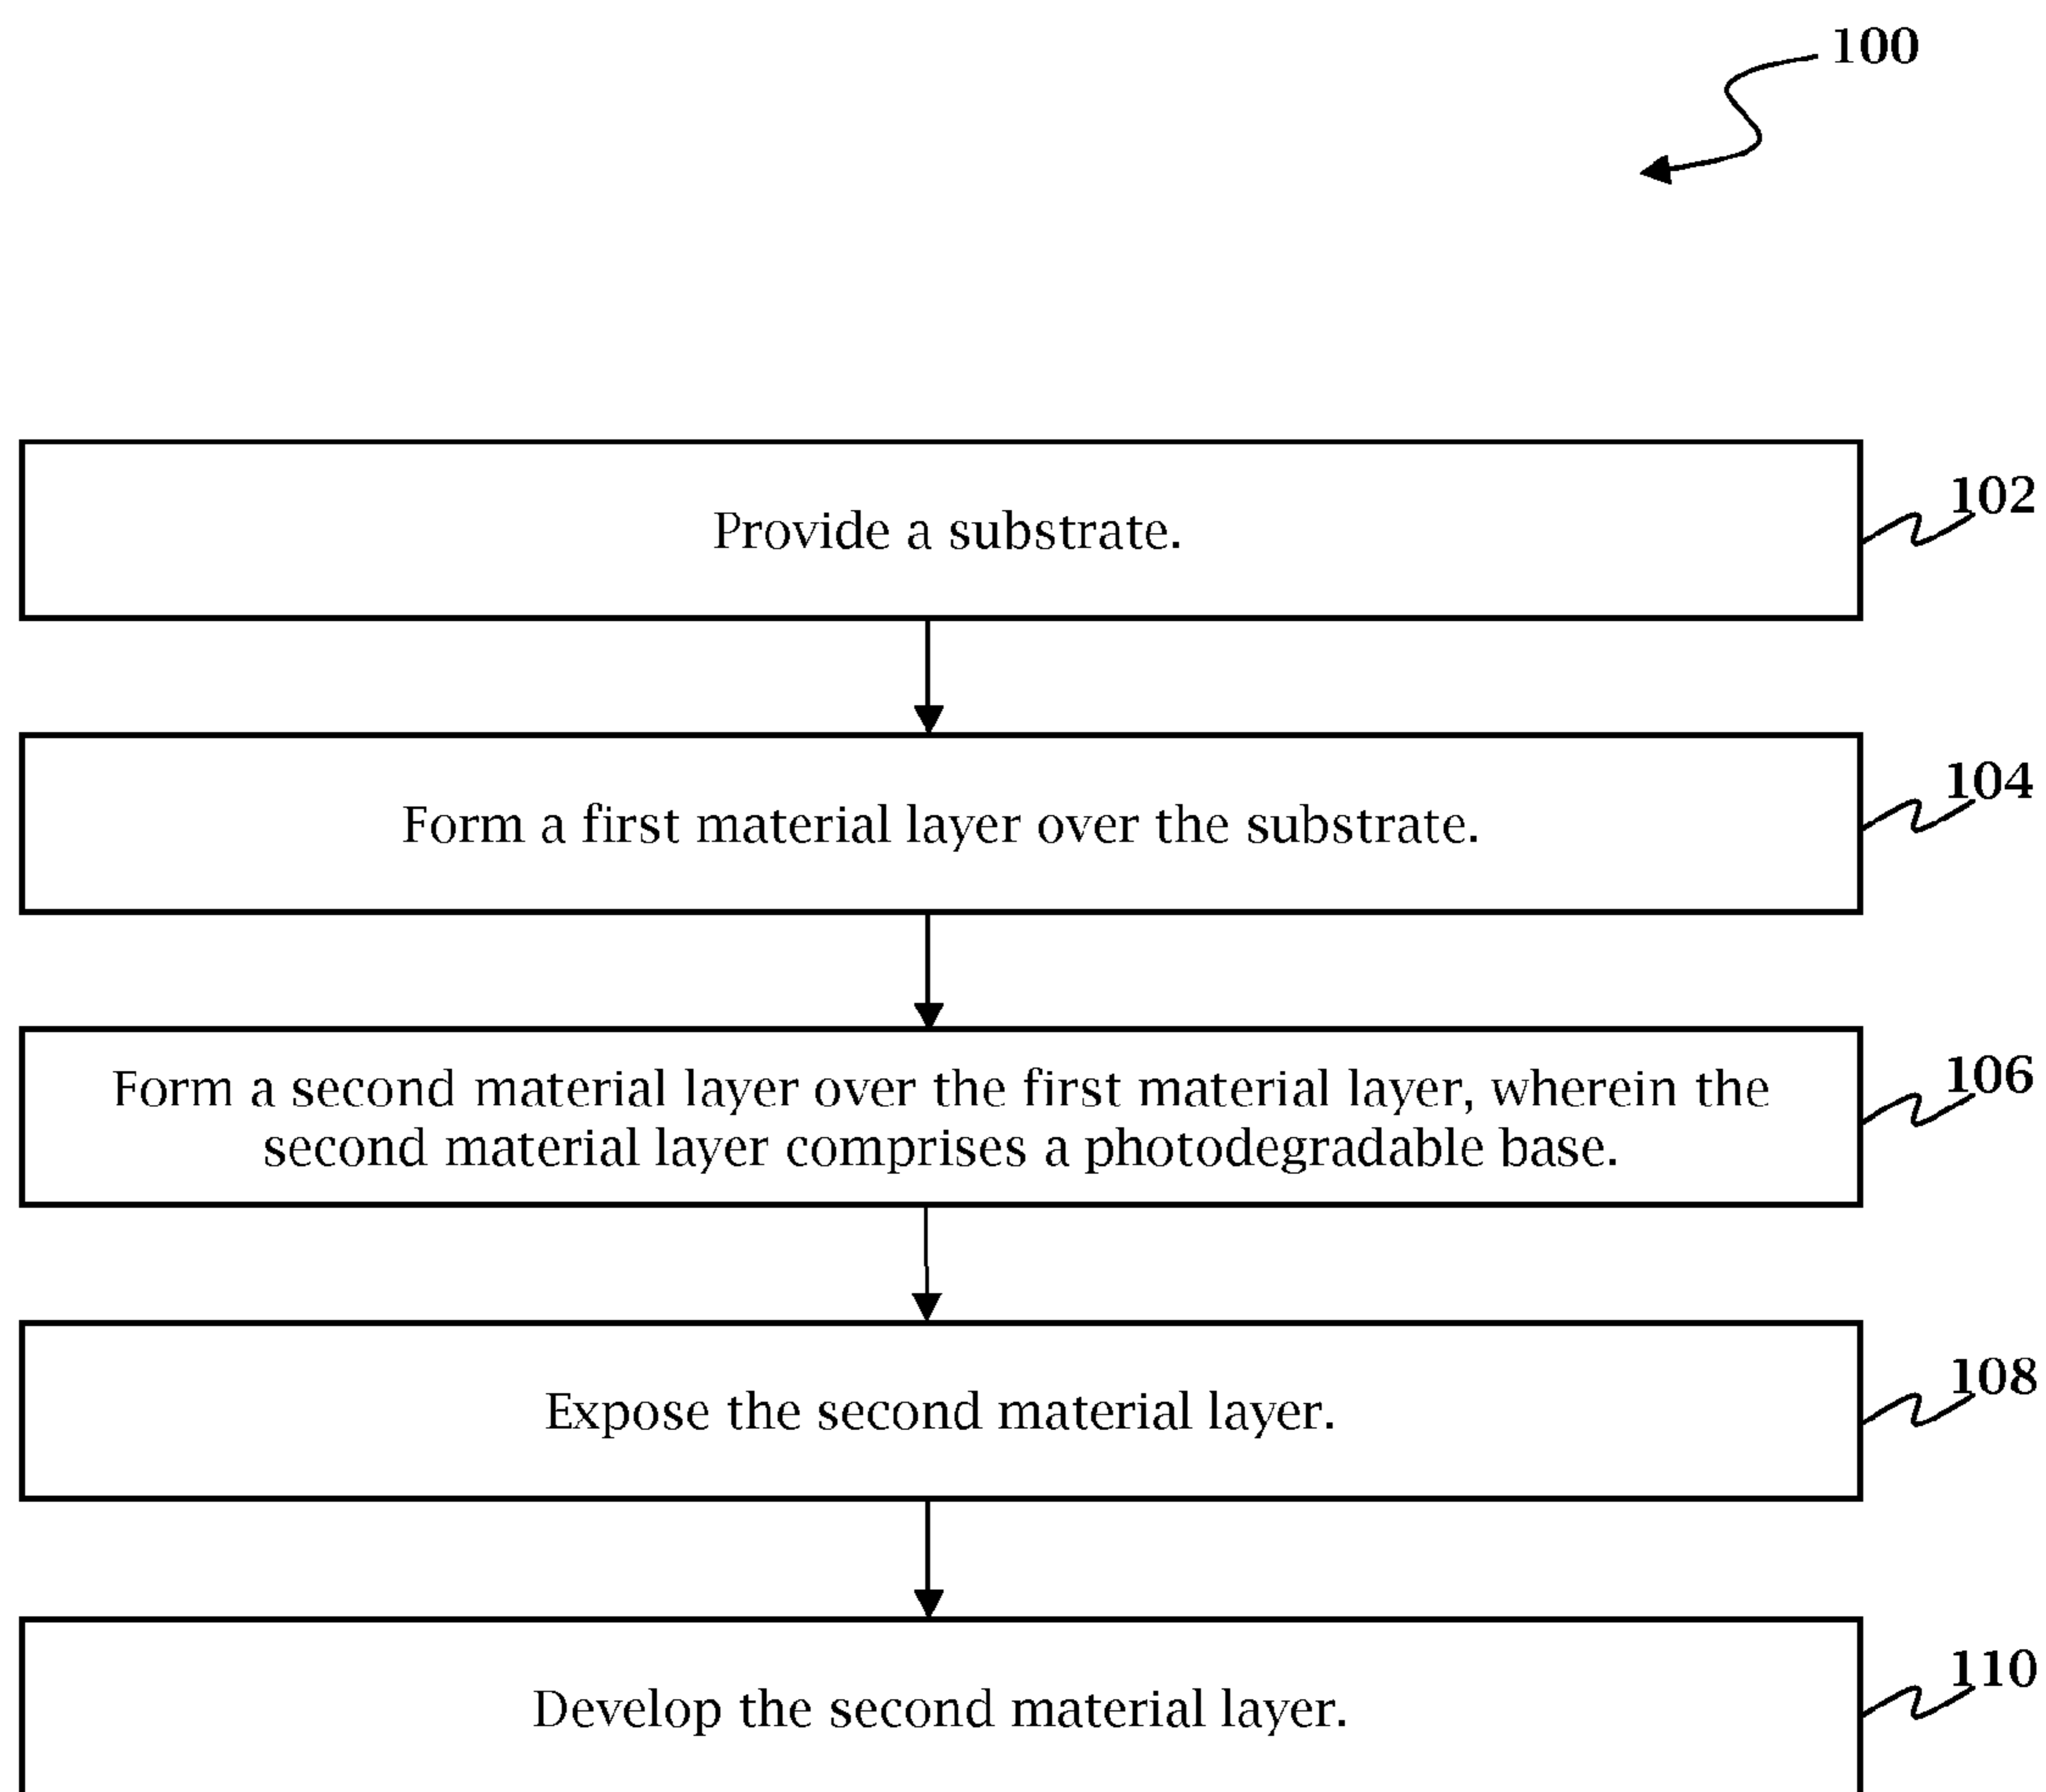 100
Provide a substrate.
102
Form a first material layer over the substrate.
104
Form a second material layer over the first material layer, wherein the
second material layer comprises a photodegradable base.
106
Expose the second material layer.
108
Develop the second material layer.
110